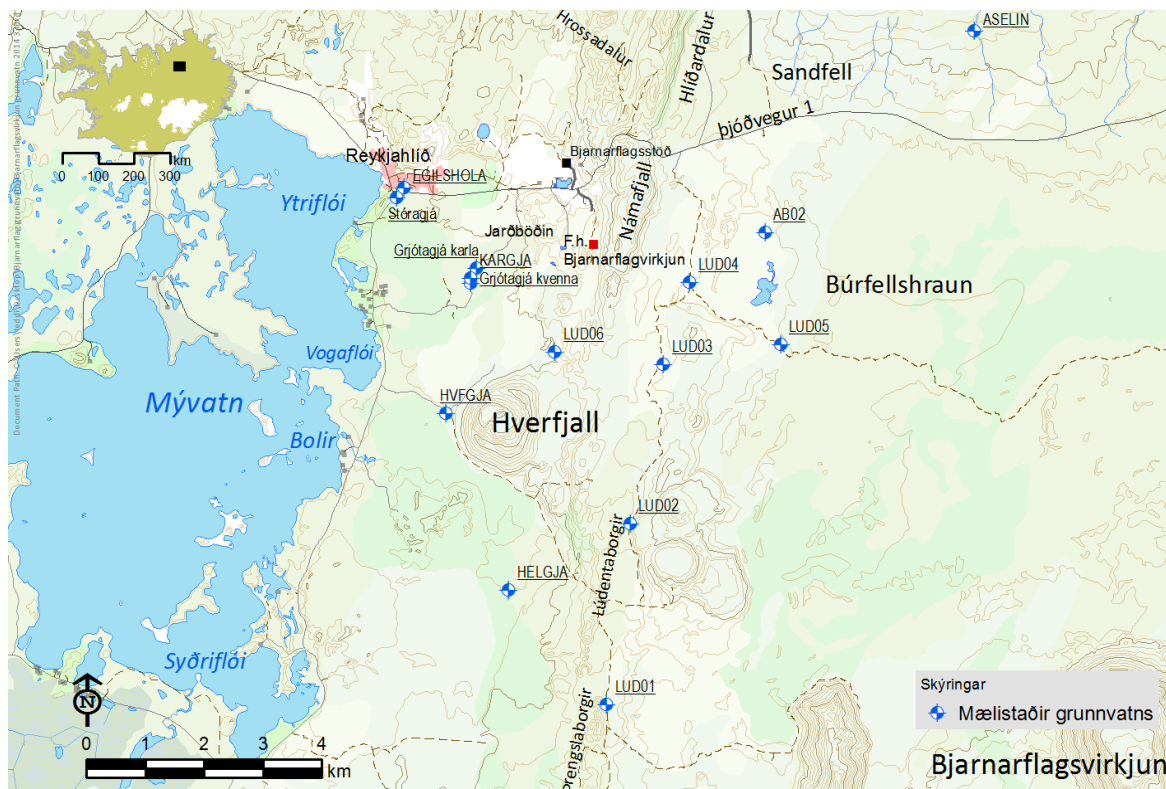 ASELIN
Hrossadalur
Hlíðardalur
Sandfell
þjóðvegur 1
km
0 100 200 300
Reykjahlíð
Bjarnarflagsstöð
EGILSHOLA
Ytriflói
Stóragjá
Námafjall
Jarðböðin
AB02
F.h.
Bjarnarflagvirkjun
Grjótagjá karla
KARGJA
Grjótagjá kvenna
LUD04
Búrfellshraun
LUD06
LUD03
LUD05
Vogaflói
Mývatn
HVFGJA
Hverfjall
Bolir
LUD02
Lúdentaborgir
HELGJA
Syðriflói
LUD01
Þrengslaborgir
Skýringar
Mælistaðir grunnvatns
N
0 1 2 3 4
km
Bjarnarflagsvirkjun